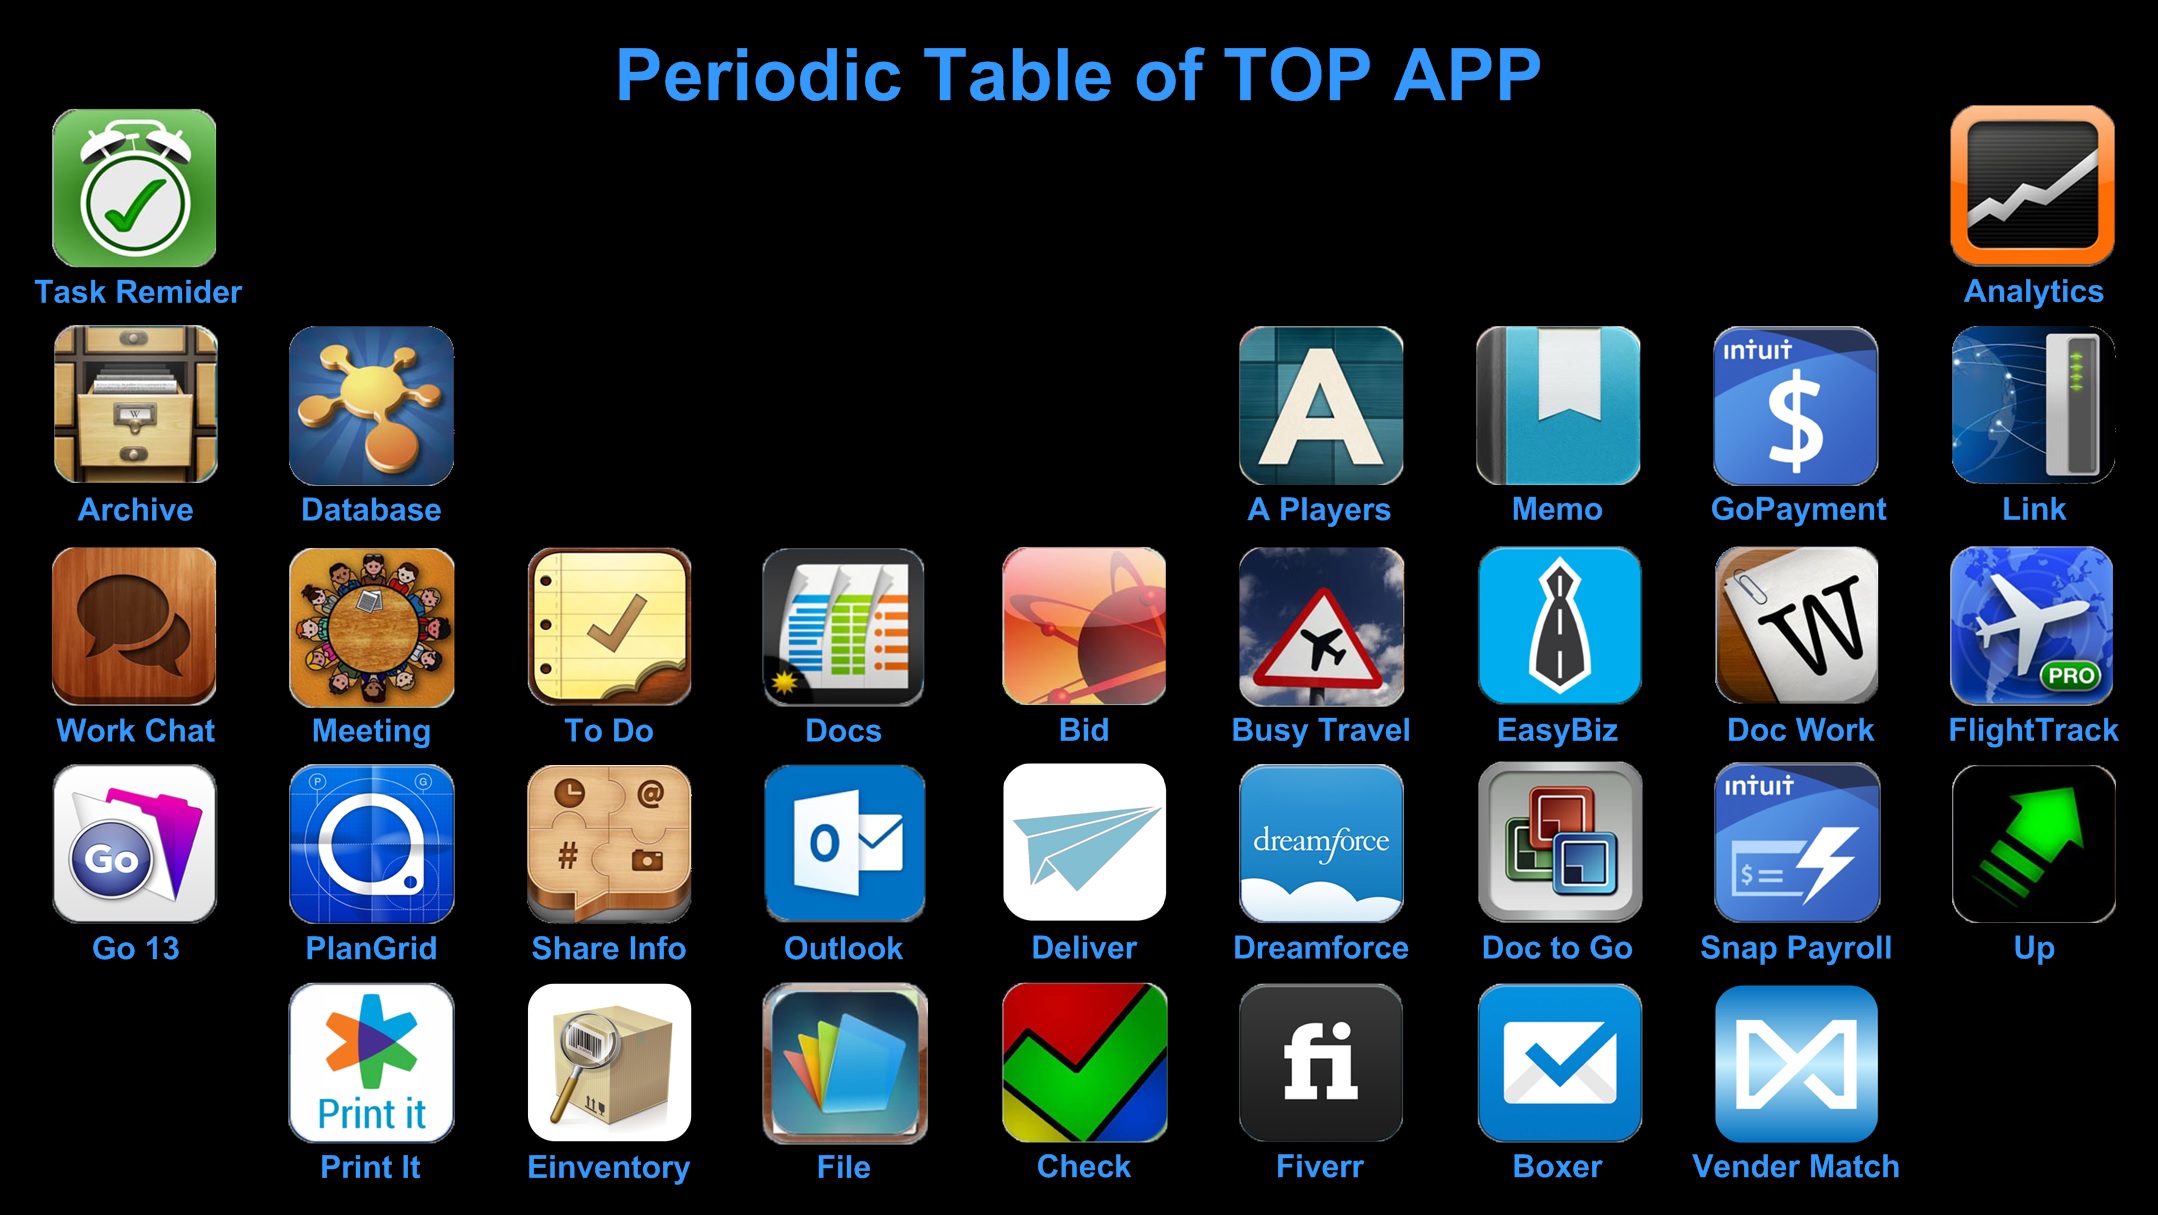 Periodic Table of TOP APP
Task Remider
Analytics
W
A
INTUIT
$
Archive
Database
A Players
Memo
GoPayment
Link
W
PRO
Work Chat
Meeting
To Do
Docs
Bid
Busy Travel
EasyBiz
Doc Work
FlightTrack
Go
P G
@
#
O
dreamforce
INTUIT
$ =
Go 13
PlanGrid
Share Info
Outlook
Deliver
Dreamforce
Doc to Go
Snap Payroll
Up
Print it
fi
Print It
Einventory
File
Check
Fiverr
Boxer
Vender Match